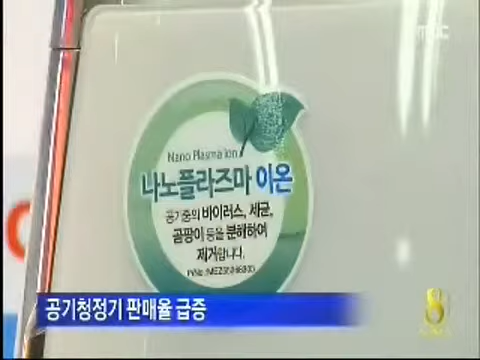 MBC
Nano Plasma Ion
나노플라즈마 이온
공기중의 바이러스, 세균,
곰팡이 등을 분해하여
제거합니다.
공기청정기 판매율 급증